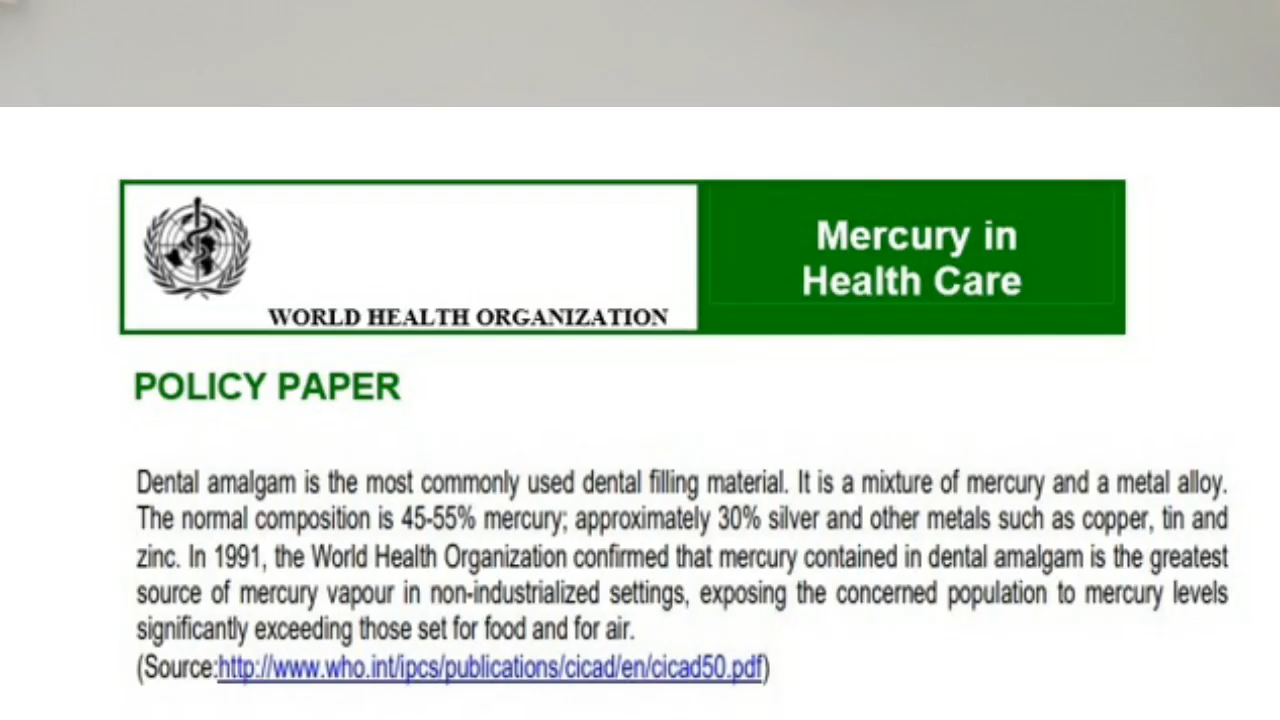 WORLD HEALTH ORGANIZATION
Mercury in
Health Care
POLICY PAPER
Dental amalgam is the most commonly used dental filling material. It is a mixture of mercury and a metal alloy.
The normal composition is 45-55% mercury; approximately 30% silver and other metals such as copper, tin and
zinc. In 1991, the World Health Organization confirmed that mercury contained in dental amalgam is the greatest
source of mercury vapour in non-industrialized settings, exposing the concerned population to mercury levels
significantly exceeding those set for food and for air.
(Source:http://www.who.int/ipcs/publications/cicad/en/cicad50.pdf)